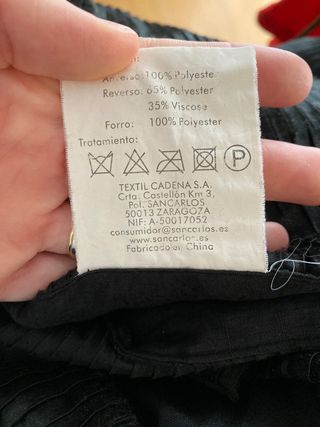 Anverso: 100% Polyeste
Reverso: 65% Polyester
35% Viscose
Forro: 100% Polyester
Tratamiento:
P
TEXTIL CADENA S.A.
Crta. Castellón Km 3,
Pol. SANCARLOS
50013 ZARAGOZA
NIF: A-50017052
consumidor@sancarlos.es
www.sancarlos.es
Fabricado en China